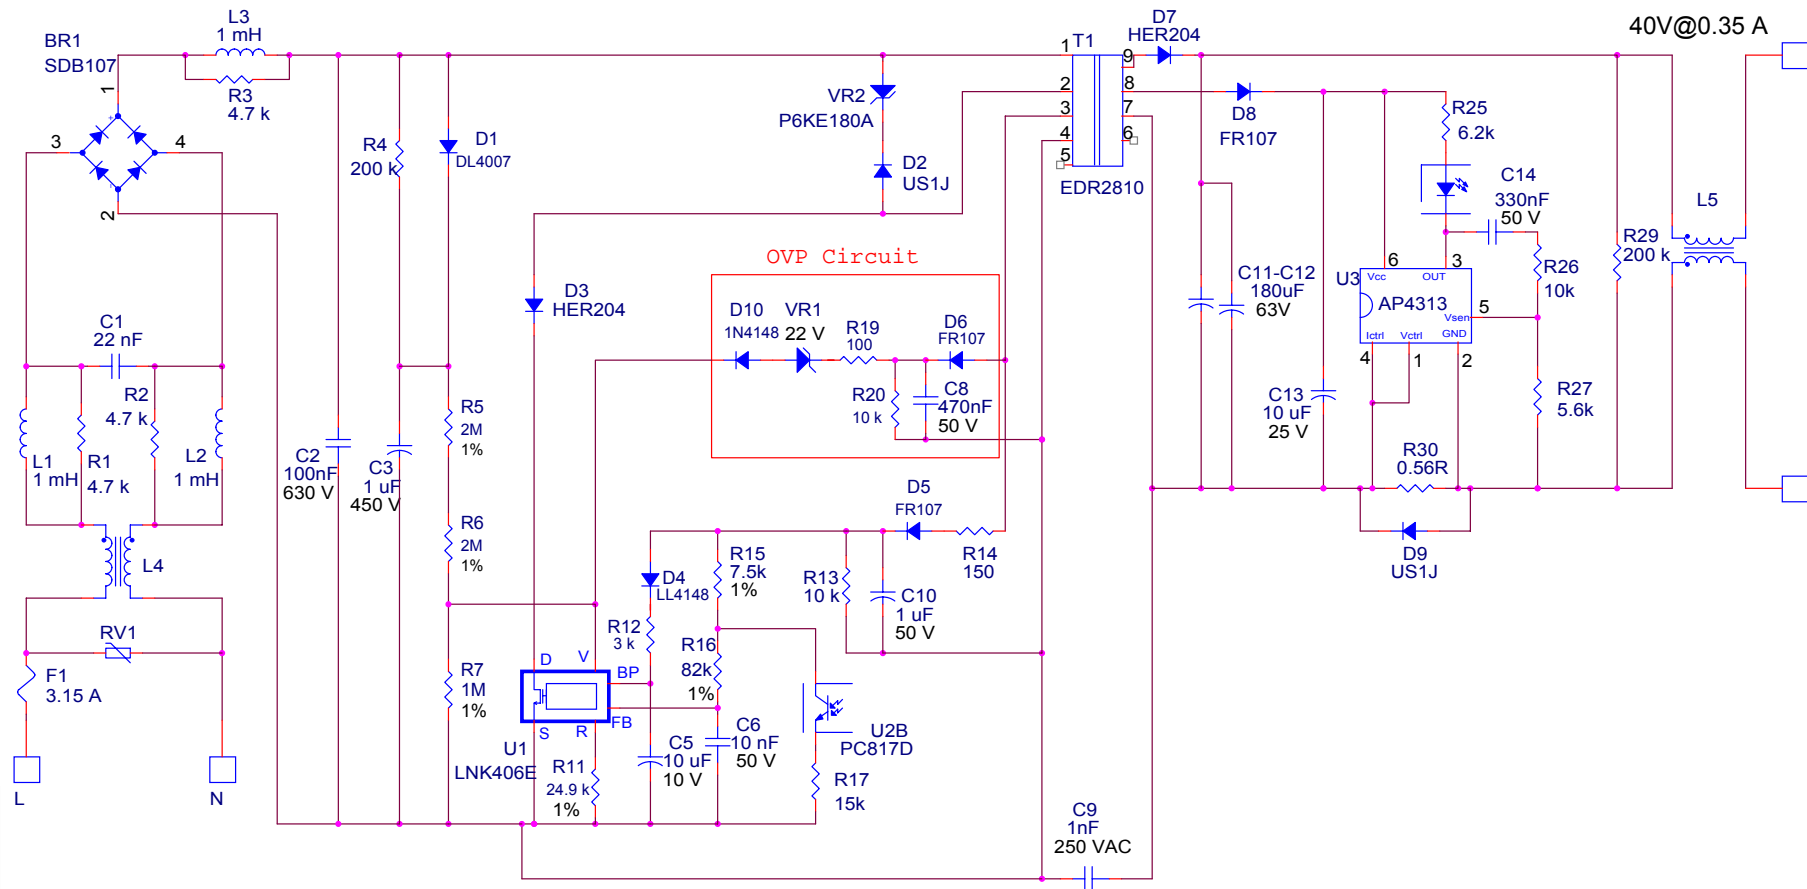 40V@0.35 A
BR1
SDB107
1
3
4
2
L3
1 mH
R3
4.7 k
C1
22 nF
R2
4.7 k
L1
1 mH
R1
4.7 k
L2
1 mH
L4
RV1
F1
3.15 A
L
N
C2
100nF
630 V
R4
200 k
C3
1 uF
450 V
D1
DL4007
R5
2M
1%
R6
2M
1%
R7
1M
1%
VR2
P6KE180A
D2
US1J
D3
HER204
OVP Circuit
D10
1N4148
VR1
22 V
R19
100
D6
FR107
R20
10 k
C8
470nF
50 V
D5
FR107
R14
150
D4
LL4148
R15
7.5k
1%
R13
10 k
C10
1 uF
50 V
R12
3 k
R16
82k
1%
D
V
BP
FB
S
R
U1
LNK406E
R11
24.9 k
1%
C5
10 uF
10 V
C6
10 nF
50 V
U2B
PC817D
R17
15k
C9
1nF
250 VAC
T1
1
2
3
4
5
9
8
7
6
EDR2810
D7
HER204
D8
FR107
C11-C12
180uF
63V
C13
10 uF
25 V
R25
6.2k
C14
330nF
50 V
R26
10k
U3
6
3
Vcc
OUT
AP4313
Vsen
5
Ictrl
Vctrl
GND
4
1
2
R27
5.6k
R30
0.56R
D9
US1J
R29
200 k
L5